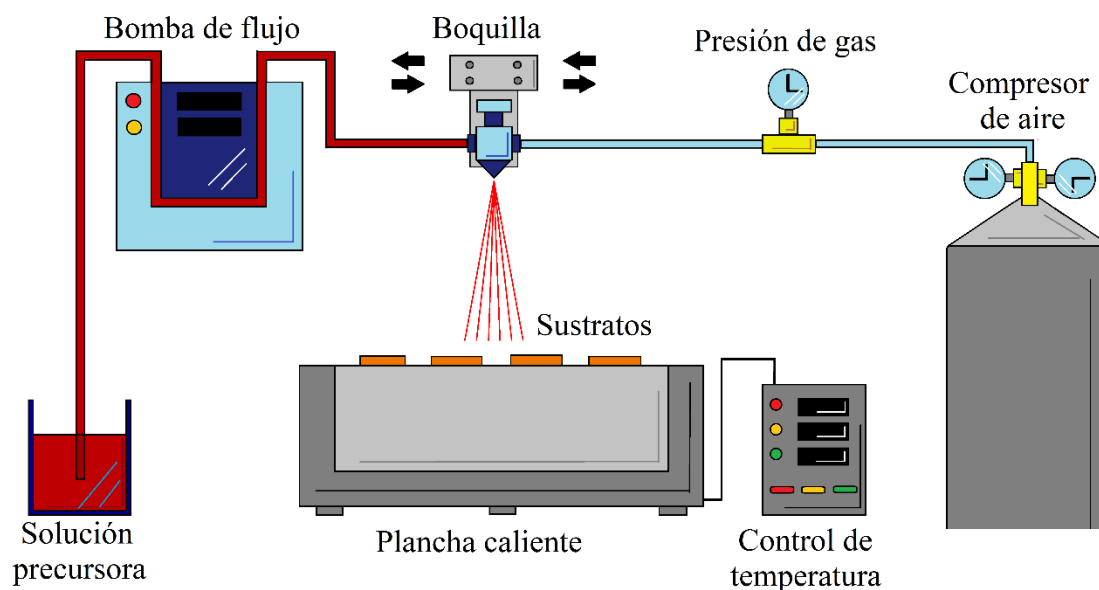 Bomba de flujo
Boquilla
Presión de gas
Compresor
de aire
Sustratos
Solución
precursora
Plancha caliente
Control de
temperatura